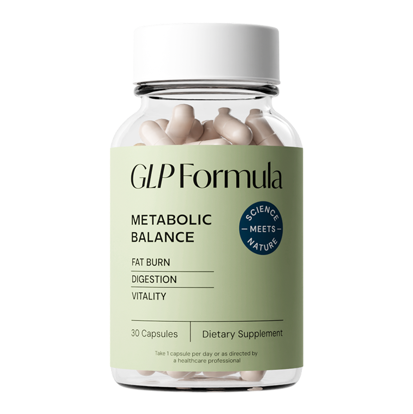 GLP Formula
METABOLIC
BALANCE
SCIENCE
MEETS
NATURE
FAT BURN
DIGESTION
VITALITY
30 Capsules
Dietary Supplement
Take 1 capsule per day or as directed by
a healthcare professional